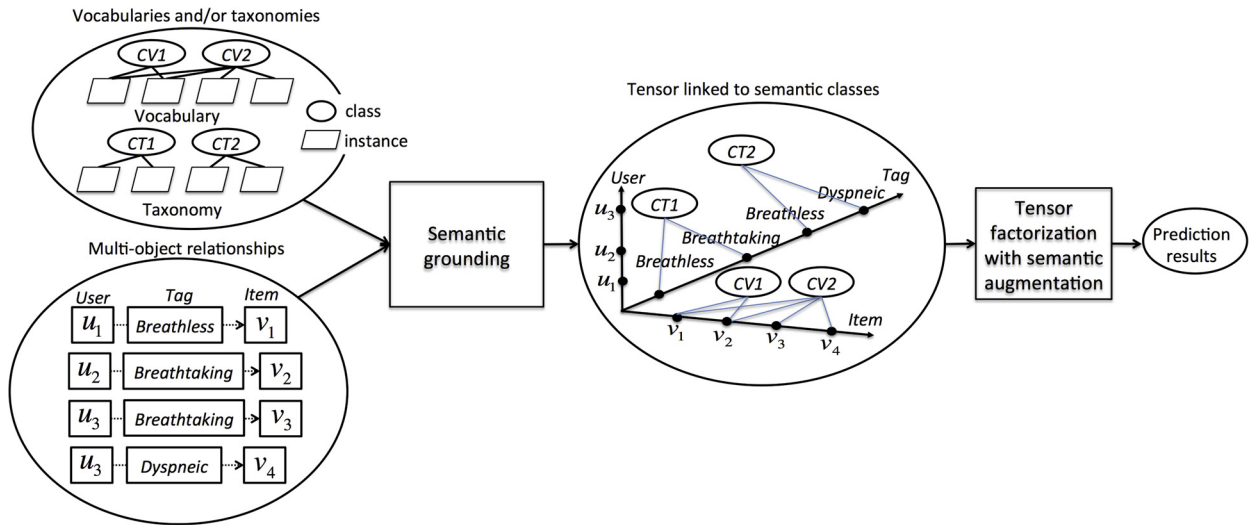 Vocabularies and/or taxonomies
CV1 CV2
Vocabulary
class
CT1 CT2
instance
Taxonomy
Multi-object relationships
User Tag Item
u1 Breathless v1
u2 Breathtaking v2
u3 Breathtaking v3
u3 Dyspneic v4
Semantic
grounding
Tensor linked to semantic classes
CT2
User
Tag
Dyspneic
u3
CT1
Breathless
Breathtaking
u2
Breathless
CV1 CV2
u1
Item
v1 v2 v3 v4
Tensor
factorization
with semantic
augmentation
Prediction
results